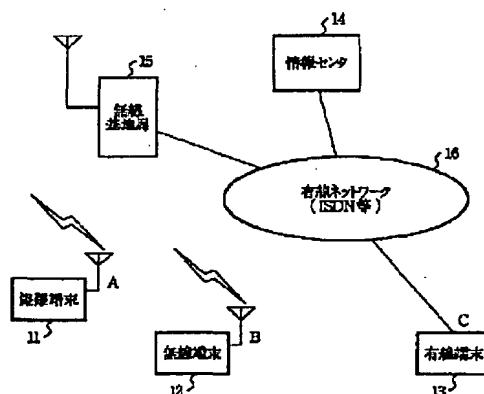 14
情報センタ
15
無線
基地局
16
有線ネットワーク
(ISDN等)
A
無線端末
11
B
無線端末
12
C
有線端末
13